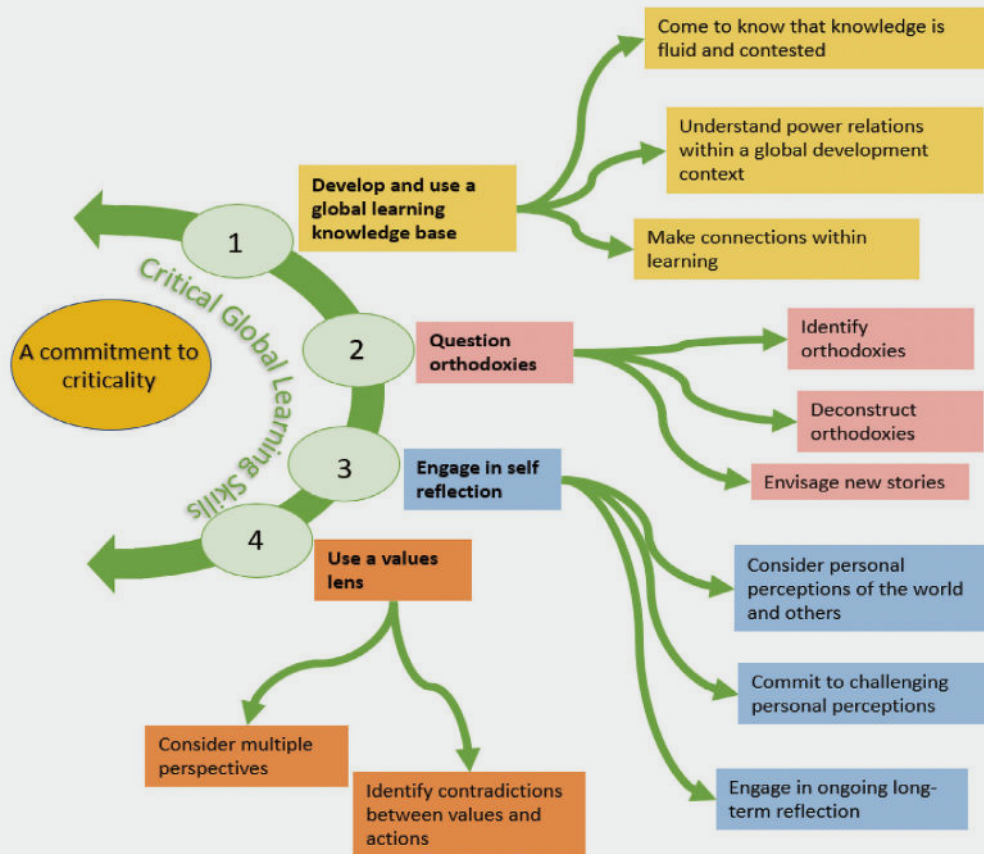 Come to know that knowledge is
fluid and contested
Understand power relations
within a global development
context
Develop and use a
global learning
knowledge base
Make connections within
learning
1
Critical Global Learning Skills
A commitment to
criticality
2
Question
orthodoxies
Identify
orthodoxies
Deconstruct
orthodoxies
Envisage new stories
3
Engage in self
reflection
Consider personal
perceptions of the world
and others
Commit to challenging
personal perceptions
Engage in ongoing long-
term reflection
4
Use a values
lens
Consider multiple
perspectives
Identify contradictions
between values and
actions